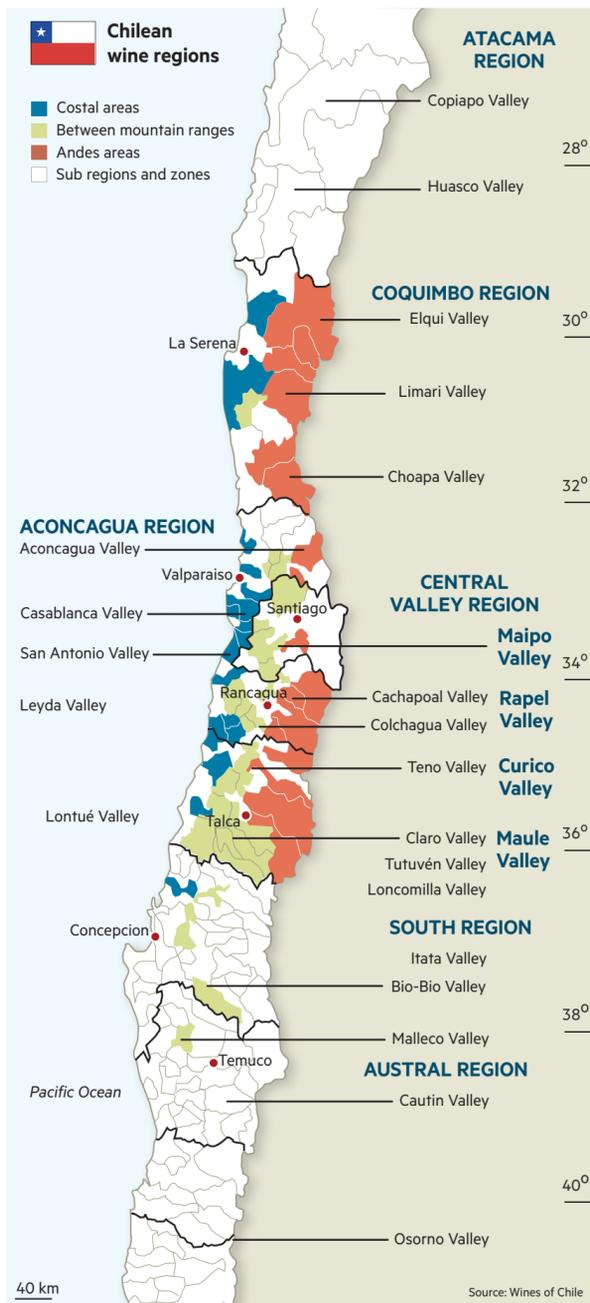 Chilean
wine regions
Costal areas
Between mountain ranges
Andes areas
Sub regions and zones
ATACAMA
REGION
Copiapo Valley
28°
Huasco Valley
COQUIMBO REGION
Elqui Valley
30°
La Serena
Limari Valley
Choapa Valley
32°
ACONCAGUA REGION
Aconcagua Valley
Valparaiso
CENTRAL
VALLEY REGION
Casablanca Valley
Santiago
Maipo
Valley
San Antonio Valley
34°
Rancagua
Cachapoal Valley
Rapel
Valley
Leyda Valley
Colchagua Valley
Teno Valley
Curico
Valley
Lontué Valley
Talca
36°
Claro Valley
Maule
Valley
Tutuvén Valley
Loncomilla Valley
SOUTH REGION
Concepcion
Itata Valley
Bio-Bio Valley
38°
Malleco Valley
Temuco
AUSTRAL REGION
Pacific Ocean
Cautin Valley
40°
Osorno Valley
40 km
Source: Wines of Chile